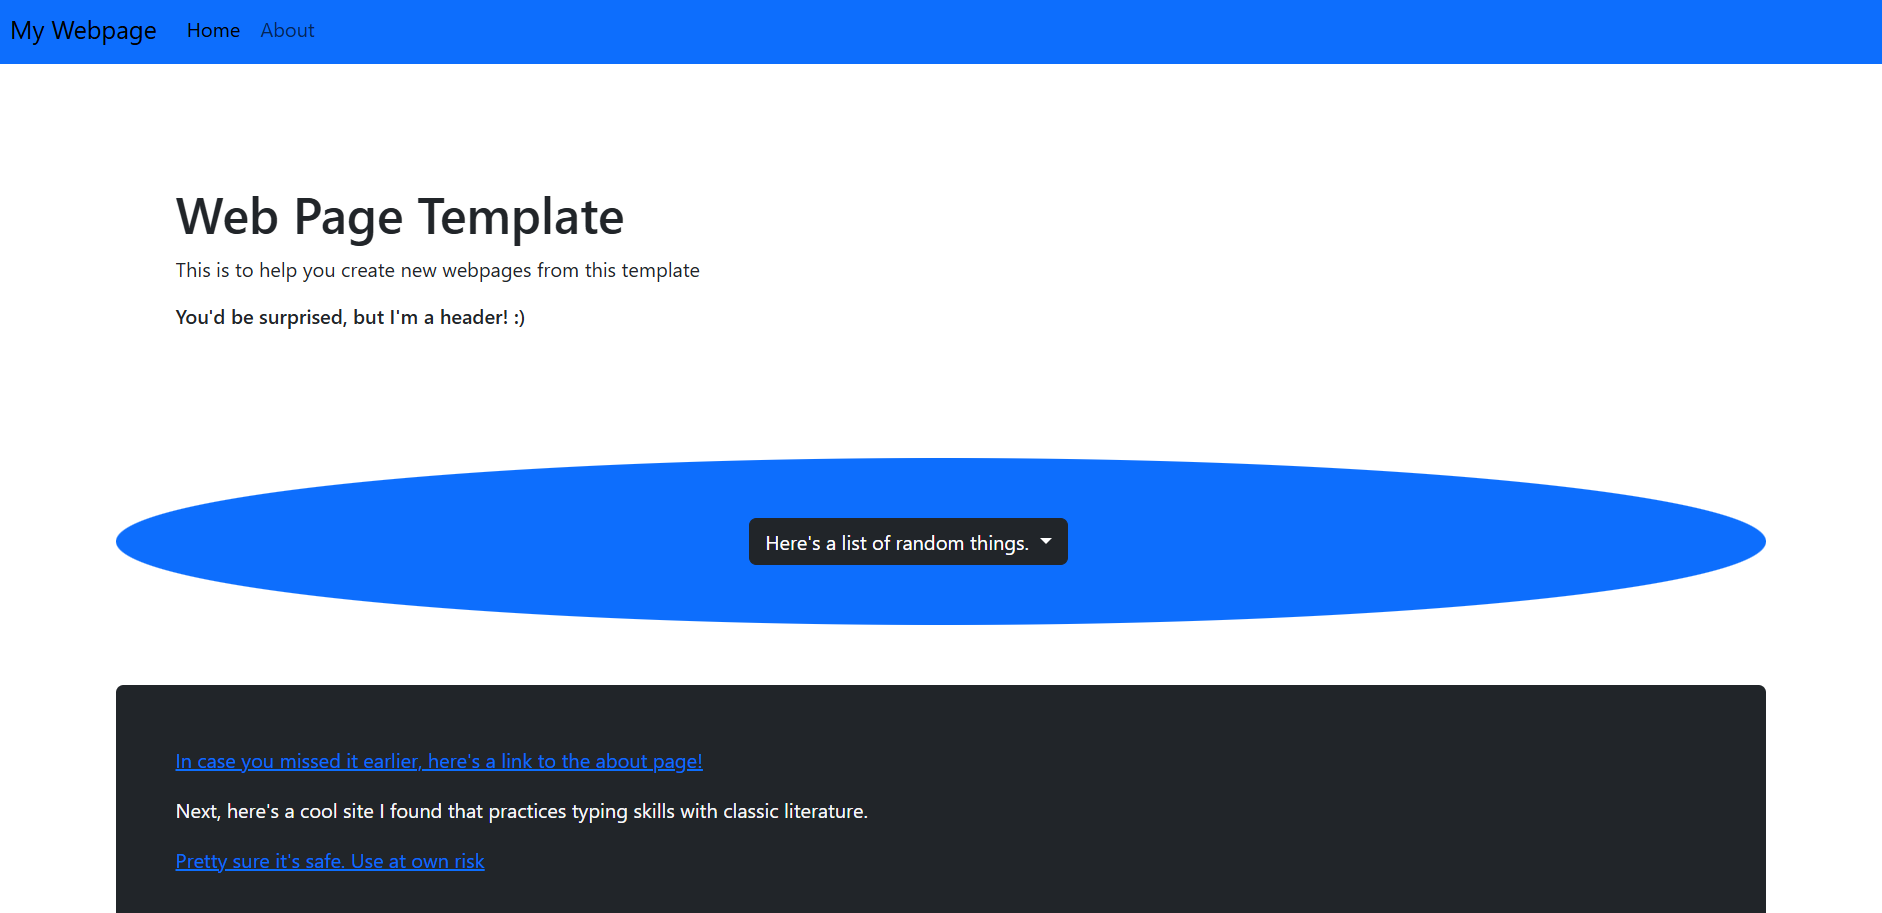 My Webpage Home About
Web Page Template
This is to help you create new webpages from this template
You'd be surprised, but I'm a header! :)
Here's a list of random things.
In case you missed it earlier, here's a link to the about page!
Next, here's a cool site I found that practices typing skills with classic literature.
Pretty sure it's safe. Use at own risk